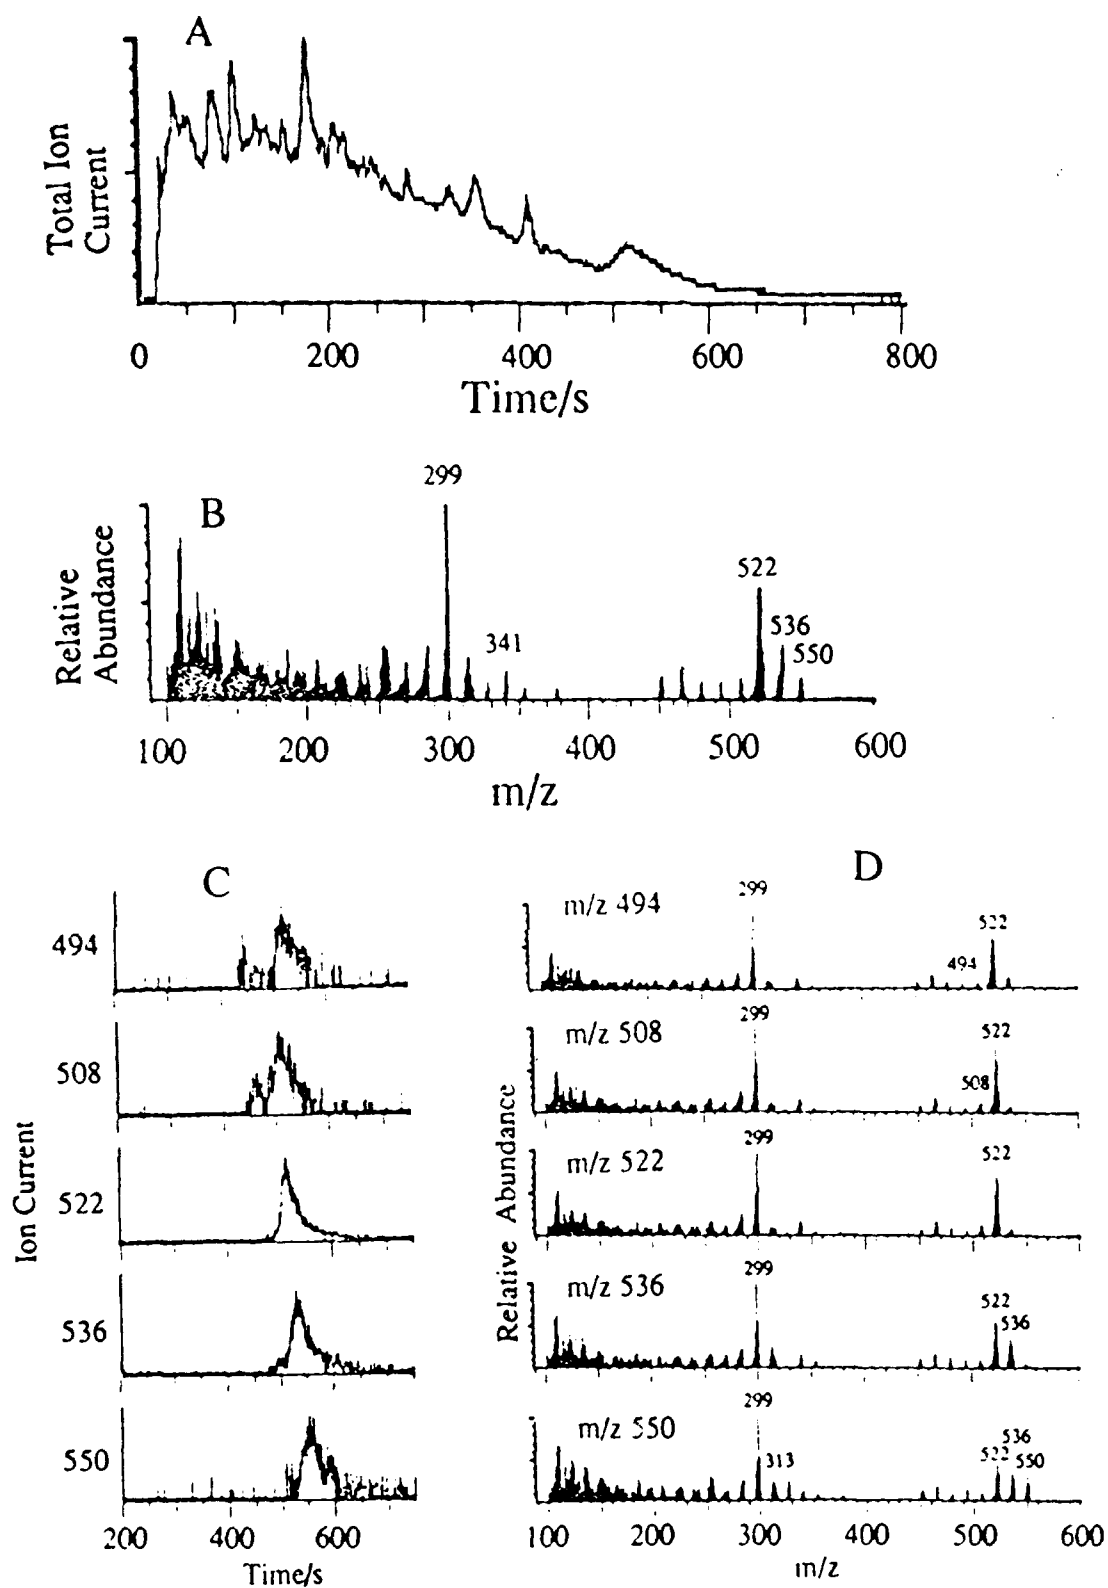 A
Total Ion
Current
0 200 400 600 800
Time/s
299
B
522
536
550
341
Relative
Abundance
100 200 300 400 500 600
m/z
C
494
508
522
536
550
Ion Current
200 400 600
Time/s
D
m/z 494
299
522
494
299
m/z 508
522
508
299
m/z 522
522
299
m/z 536
522
536
299
m/z 550
313
536
522
550
Relative Abundance
100 200 300 400 500 600
m/z